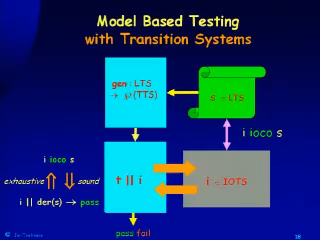 Model Based Testing
with Transition Systems
gen : LTS
→ ℘ (TTS)
s ∈ LTS
i ioco s
i ioco s
exhaustive ⇑ ⇓ sound
t || i
i ∈ IOTS
i || der(s) → pass
pass fail
©
18